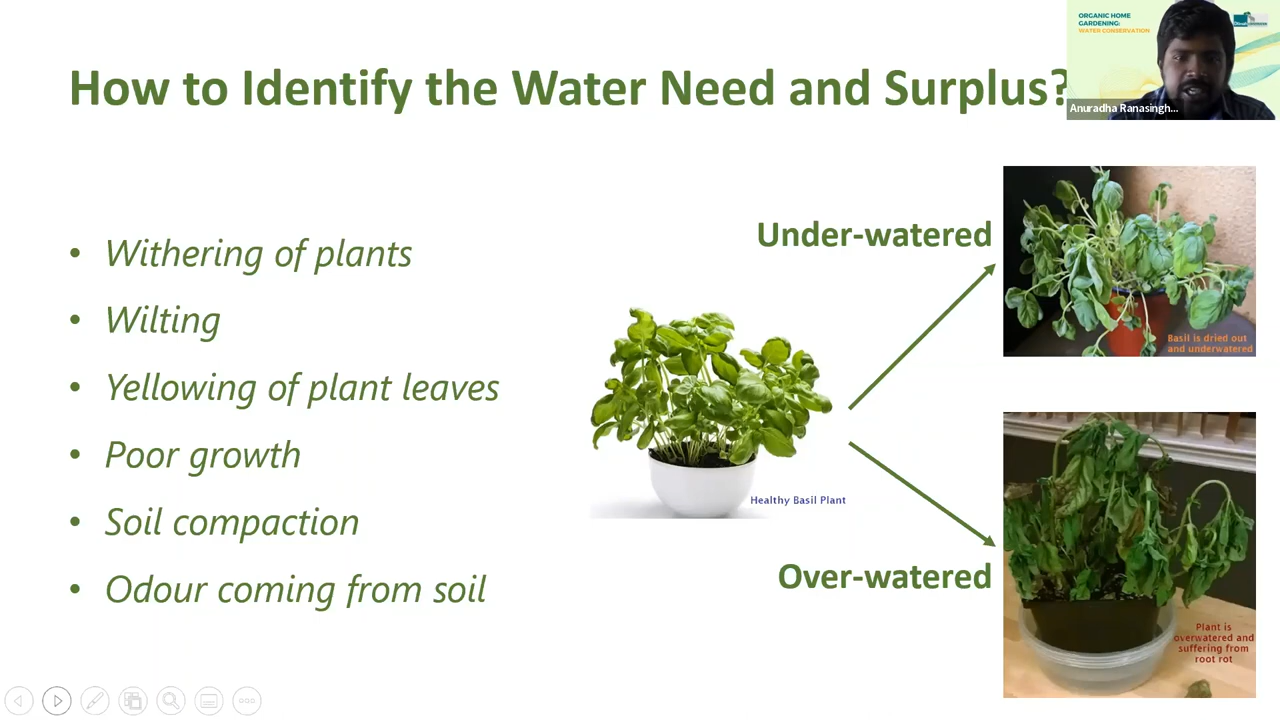 How to Identify the Water Need and Surplus?
ORGANIC HOME
GARDENING:
WATER CONSERVATION
Anuradha Ranasingh...
• Withering of plants
• Wilting
• Yellowing of plant leaves
• Poor growth
• Soil compaction
• Odour coming from soil
Under-watered
Basil is dried out
and underwatered
Healthy Basil Plant
Over-watered
Plant is
overwatered and
suffering from
root rot